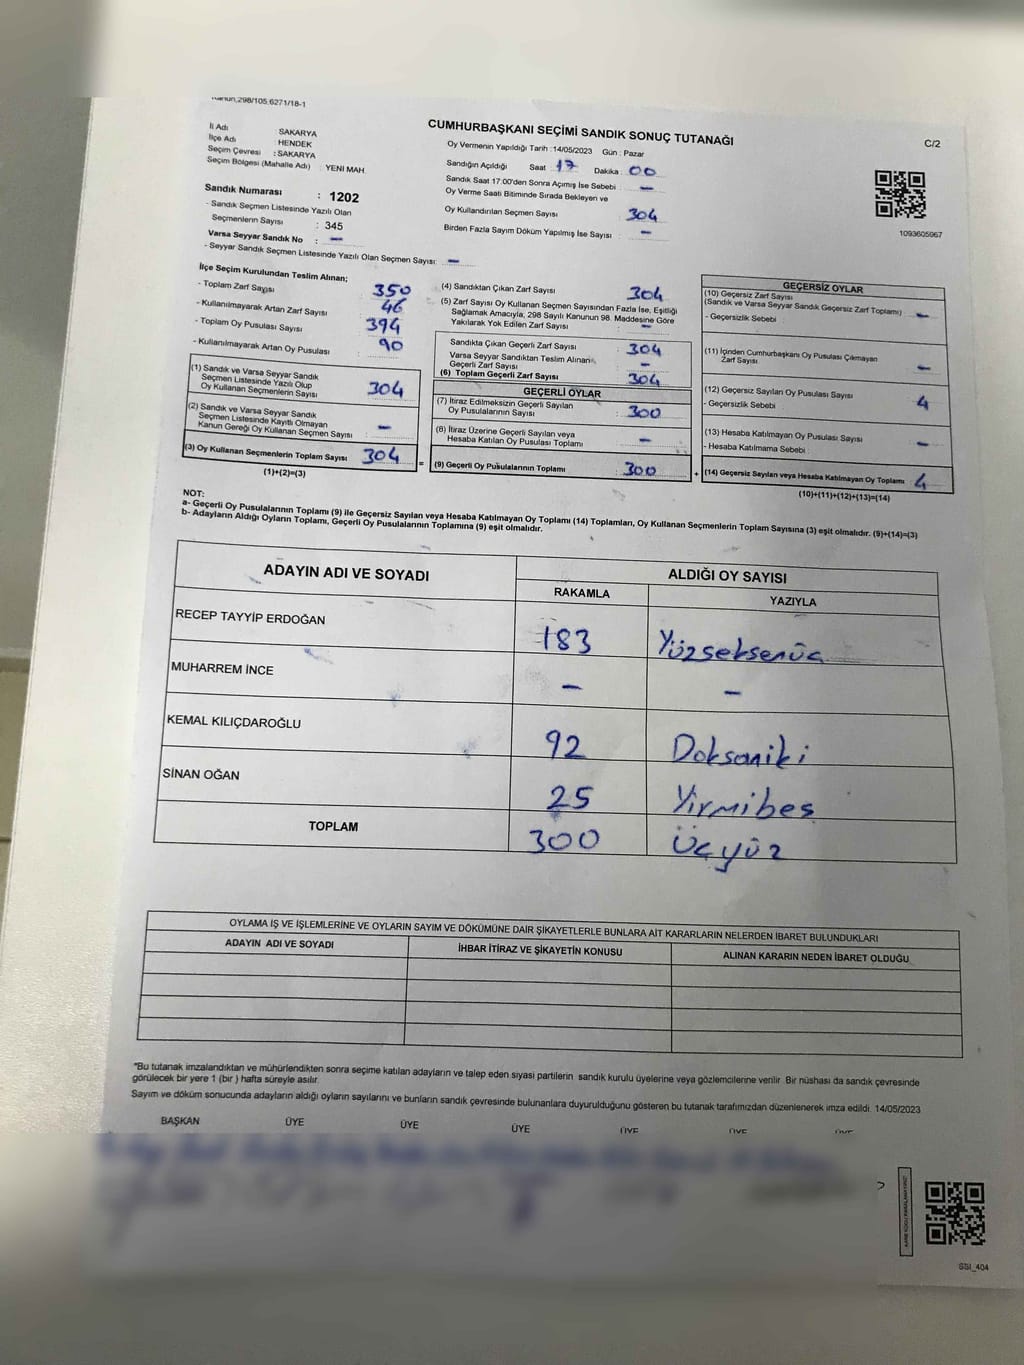 Kanun,298/105,6271/18-1
CUMHURBAŞKANI SEÇİMİ SANDIK SONUÇ TUTANAĞI
C/2
İl Adı : SAKARYA
İlçe Adı : HENDEK
Seçim Çevresi : SAKARYA
Seçim Bölgesi (Mahalle Adı) : YENİ MAH.
Sandık Numarası : 1202
- Sandık Seçmen Listesinde Yazılı Olan
Seçmenlerin Sayısı : 345
Varsa Seyyar Sandık No : –
- Seyyar Sandık Seçmen Listesinde Yazılı Olan Seçmen Sayısı: –
Oy Vermenin Yapıldığı Tarih :14/05/2023 Gün : Pazar
Sandığın Açıldığı Saat : 17 Dakika : 00
Sandık Saat 17:00'den Sonra Açımış İse Sebebi : –
Oy Verme Saati Bitiminde Sırada Bekleyen ve
Oy Kullandırılan Seçmen Sayısı : 304
Birden Fazla Sayım Döküm Yapılmış İse Sayısı : –
1093605967
İlçe Seçim Kurulundan Teslim Alınan;
- Toplam Zarf Sayısı : 350
- Kullanılmayarak Artan Zarf Sayısı : 46
- Toplam Oy Pusulası Sayısı : 394
- Kullanılmayarak Artan Oy Pusulası : 90
(1) Sandık ve Varsa Seyyar Sandık
Seçmen Listesinde Yazılı Olup
Oy Kullanan Seçmenlerin Sayısı : 304
(2) Sandık ve Varsa Seyyar Sandık
Seçmen Listesinde Kayıtlı Olmayan
Kanun Gereği Oy Kullanan Seçmen Sayısı : –
(3) Oy Kullanan Seçmenlerin Toplam Sayısı : 304
(1)+(2)=(3)
(4) Sandıktan Çıkan Zarf Sayısı : 304
(5) Zarf Sayısı Oy Kullanan Seçmen Sayısından Fazla İse, Eşitliği
Sağlamak Amacıyla; 298 Sayılı Kanunun 98. Maddesine Göre
Yakılarak Yok Edilen Zarf Sayısı : –
Sandıkta Çıkan Geçerli Zarf Sayısı : 304
Varsa Seyyar Sandıktan Teslim Alınan
Geçerli Zarf Sayısı : –
(6) Toplam Geçerli Zarf Sayısı : 304
GEÇERLİ OYLAR
(7) İtiraz Edilmeksizin Geçerli Sayılan
Oy Pusulalarının Sayısı : 300
(8) İtiraz Üzerine Geçerli Sayılan veya
Hesaba Katılan Oy Pusulası Toplamı : –
= (9) Geçerli Oy Pusulalarının Toplamı : 300
GEÇERSİZ OYLAR
(10) Geçersiz Zarf Sayısı
(Sandık ve Varsa Seyyar Sandık Geçersiz Zarf Toplamı) : –
- Geçersizlik Sebebi :
(11) İçinden Cumhurbaşkanı Oy Pusulası Çıkmayan
Zarf Sayısı : –
(12) Geçersiz Sayılan Oy Pusulası Sayısı : 4
- Geçersizlik Sebebi :
(13) Hesaba Katılmayan Oy Pusulası Sayısı : –
- Hesaba Katılmama Sebebi :
+ (14) Geçersiz Sayılan veya Hesaba Katılmayan Oy Toplamı : 4
(10)+(11)+(12)+(13)=(14)
NOT:
a- Geçerli Oy Pusulalarının Toplamı (9) ile Geçersiz Sayılan veya Hesaba Katılmayan Oy Toplamı (14) Toplamları, Oy Kullanan Seçmenlerin Toplam Sayısına (3) eşit olmalıdır. (9)+(14)=(3)
b- Adayların Aldığı Oyların Toplamı, Geçerli Oy Pusulalarının Toplamına (9) eşit olmalıdır.
ADAYIN ADI VE SOYADI
ALDIĞI OY SAYISI
RAKAMLA YAZIYLA
RECEP TAYYİP ERDOĞAN 183 Yüzseksenüç
MUHARREM İNCE – –
KEMAL KILIÇDAROĞLU 92 Doksaniki
SİNAN OĞAN 25 Yirmibeş
TOPLAM 300 Üçyüz
OYLAMA İŞ VE İŞLEMLERİNE VE OYLARIN SAYIM VE DÖKÜMÜNE DAİR ŞİKAYETLERLE BUNLARA AİT KARARLARIN NELERDEN İBARET BULUNDUKLARI
ADAYIN ADI VE SOYADI İHBAR İTİRAZ VE ŞİKAYETİN KONUSU ALINAN KARARIN NEDEN İBARET OLDUĞU
*Bu tutanak imzalandıktan ve mühürlendikten sonra seçime katılan adayların ve talep eden siyasi partilerin sandık kurulu üyelerine veya gözlemcilerine verilir. Bir nüshası da sandık çevresinde
görülecek bir yere 1 (bir ) hafta süreyle asılır.
Sayım ve döküm sonucunda adayların aldığı oyların sayılarını ve bunların sandık çevresinde bulunanlara duyurulduğunu gösteren bu tutanak tarafımızdan düzenlenerek imza edildi. 14/05/2023
BAŞKAN ÜYE ÜYE ÜYE ÜYE ÜYE ÜYE
SSI_404